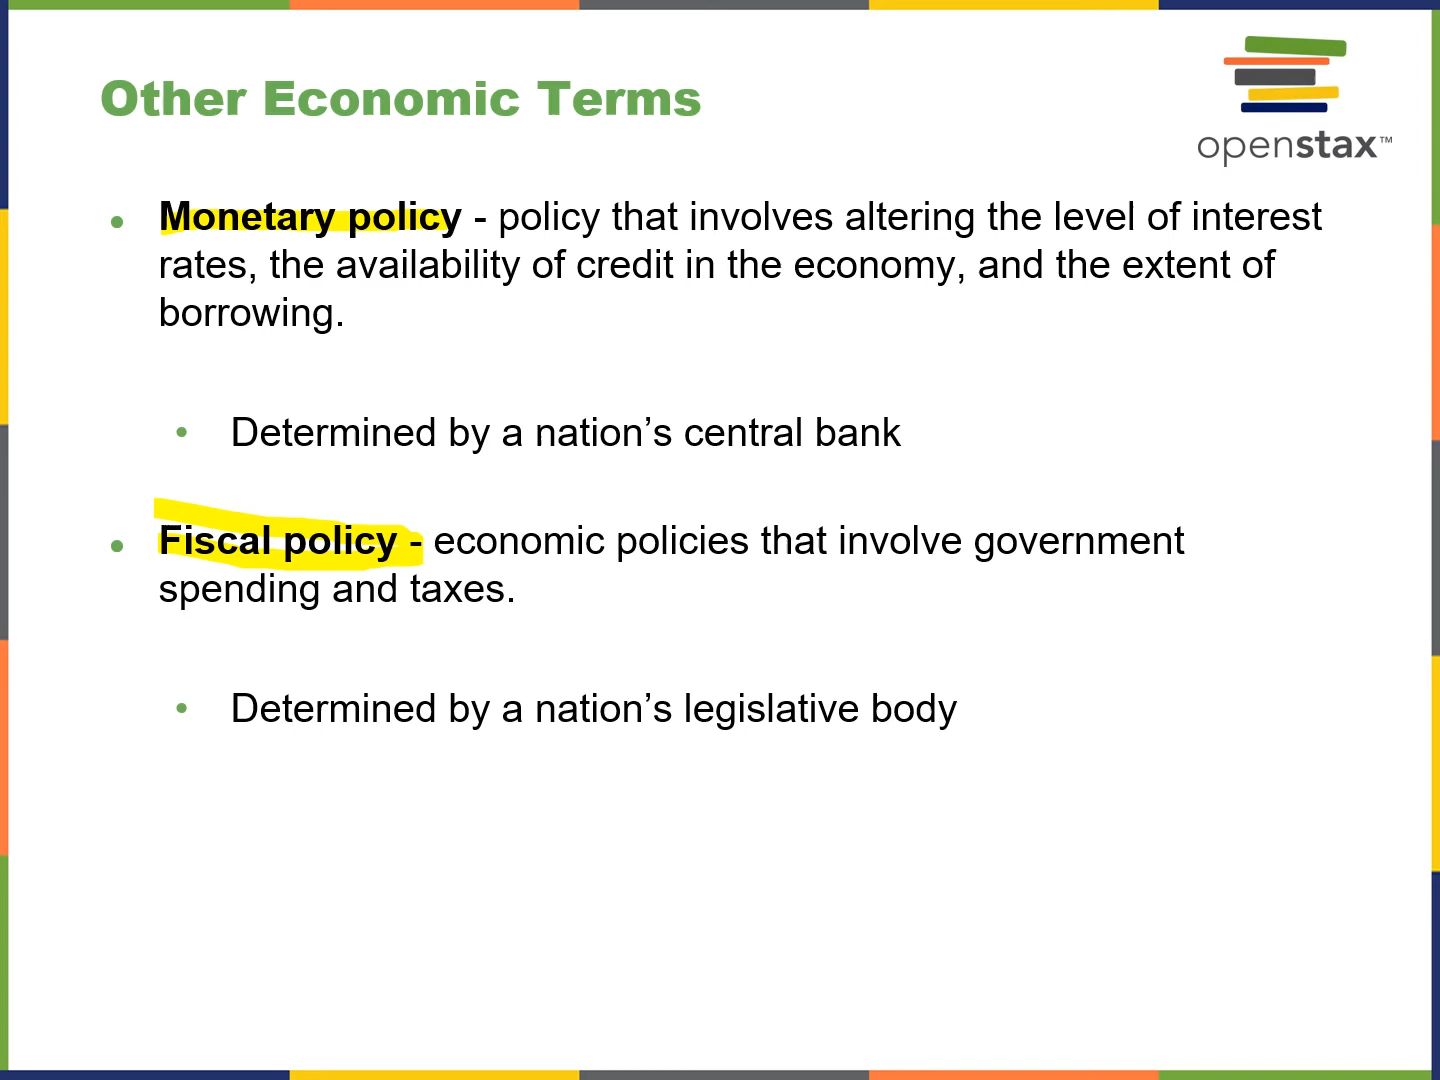 Other Economic Terms
openstax™
• Monetary policy - policy that involves altering the level of interest
rates, the availability of credit in the economy, and the extent of
borrowing.
• Determined by a nation’s central bank
• Fiscal policy - economic policies that involve government
spending and taxes.
• Determined by a nation’s legislative body